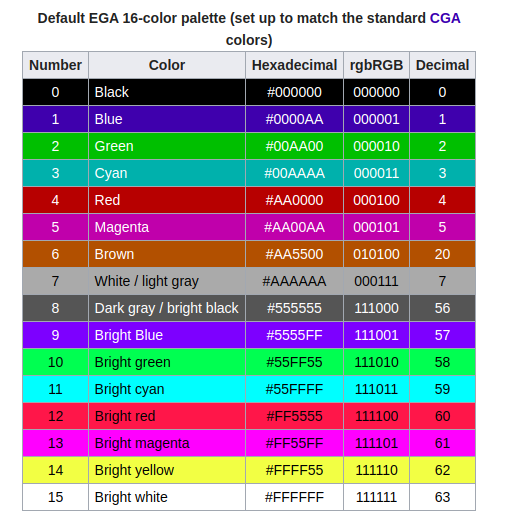 Default EGA 16-color palette (set up to match the standard CGA
colors)
Number Color Hexadecimal rgbRGB Decimal
0 Black #000000 000000 0
1 Blue #0000AA 000001 1
2 Green #00AA00 000010 2
3 Cyan #00AAAA 000011 3
4 Red #AA0000 000100 4
5 Magenta #AA00AA 000101 5
6 Brown #AA5500 010100 20
7 White / light gray #AAAAAA 000111 7
8 Dark gray / bright black #555555 111000 56
9 Bright Blue #5555FF 111001 57
10 Bright green #55FF55 111010 58
11 Bright cyan #55FFFF 111011 59
12 Bright red #FF5555 111100 60
13 Bright magenta #FF55FF 111101 61
14 Bright yellow #FFFF55 111110 62
15 Bright white #FFFFFF 111111 63